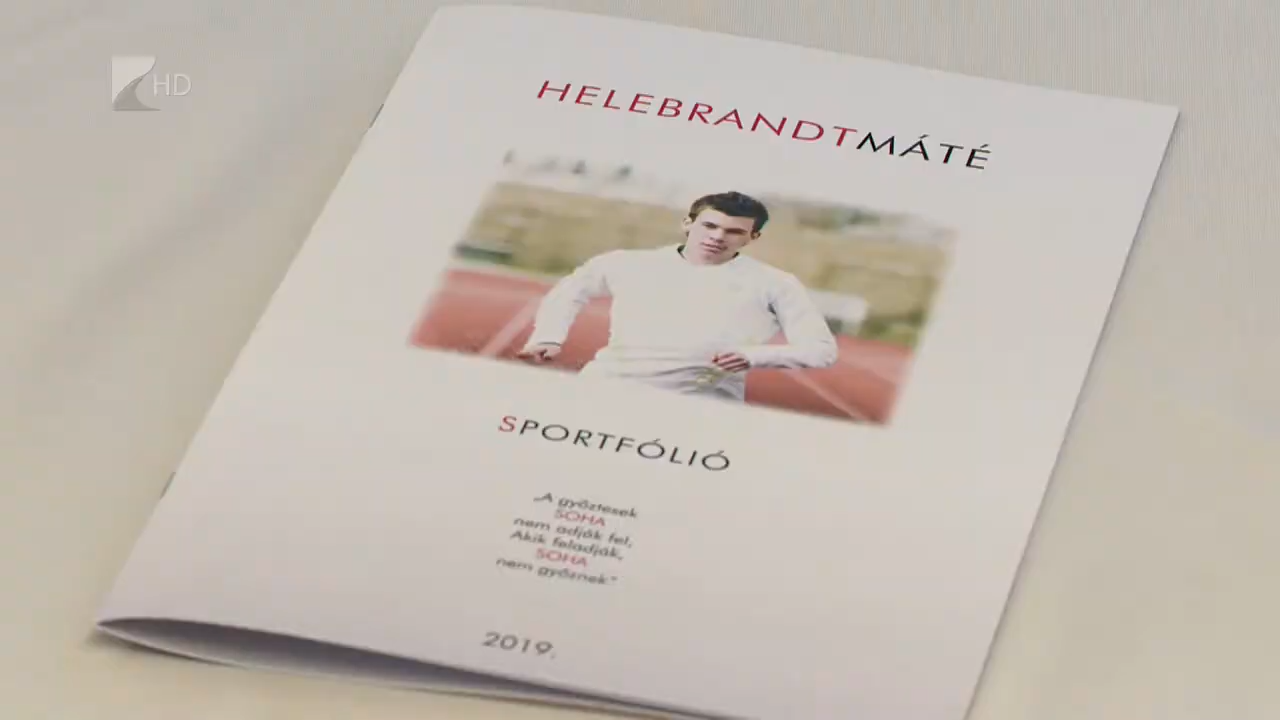 HD
HELEBRANDTMÁTÉ
SPORTFÓLIÓ
„A győztesek
SOHA
nem adják fel,
Akik feladják,
SOHA
nem győznek"
2019.